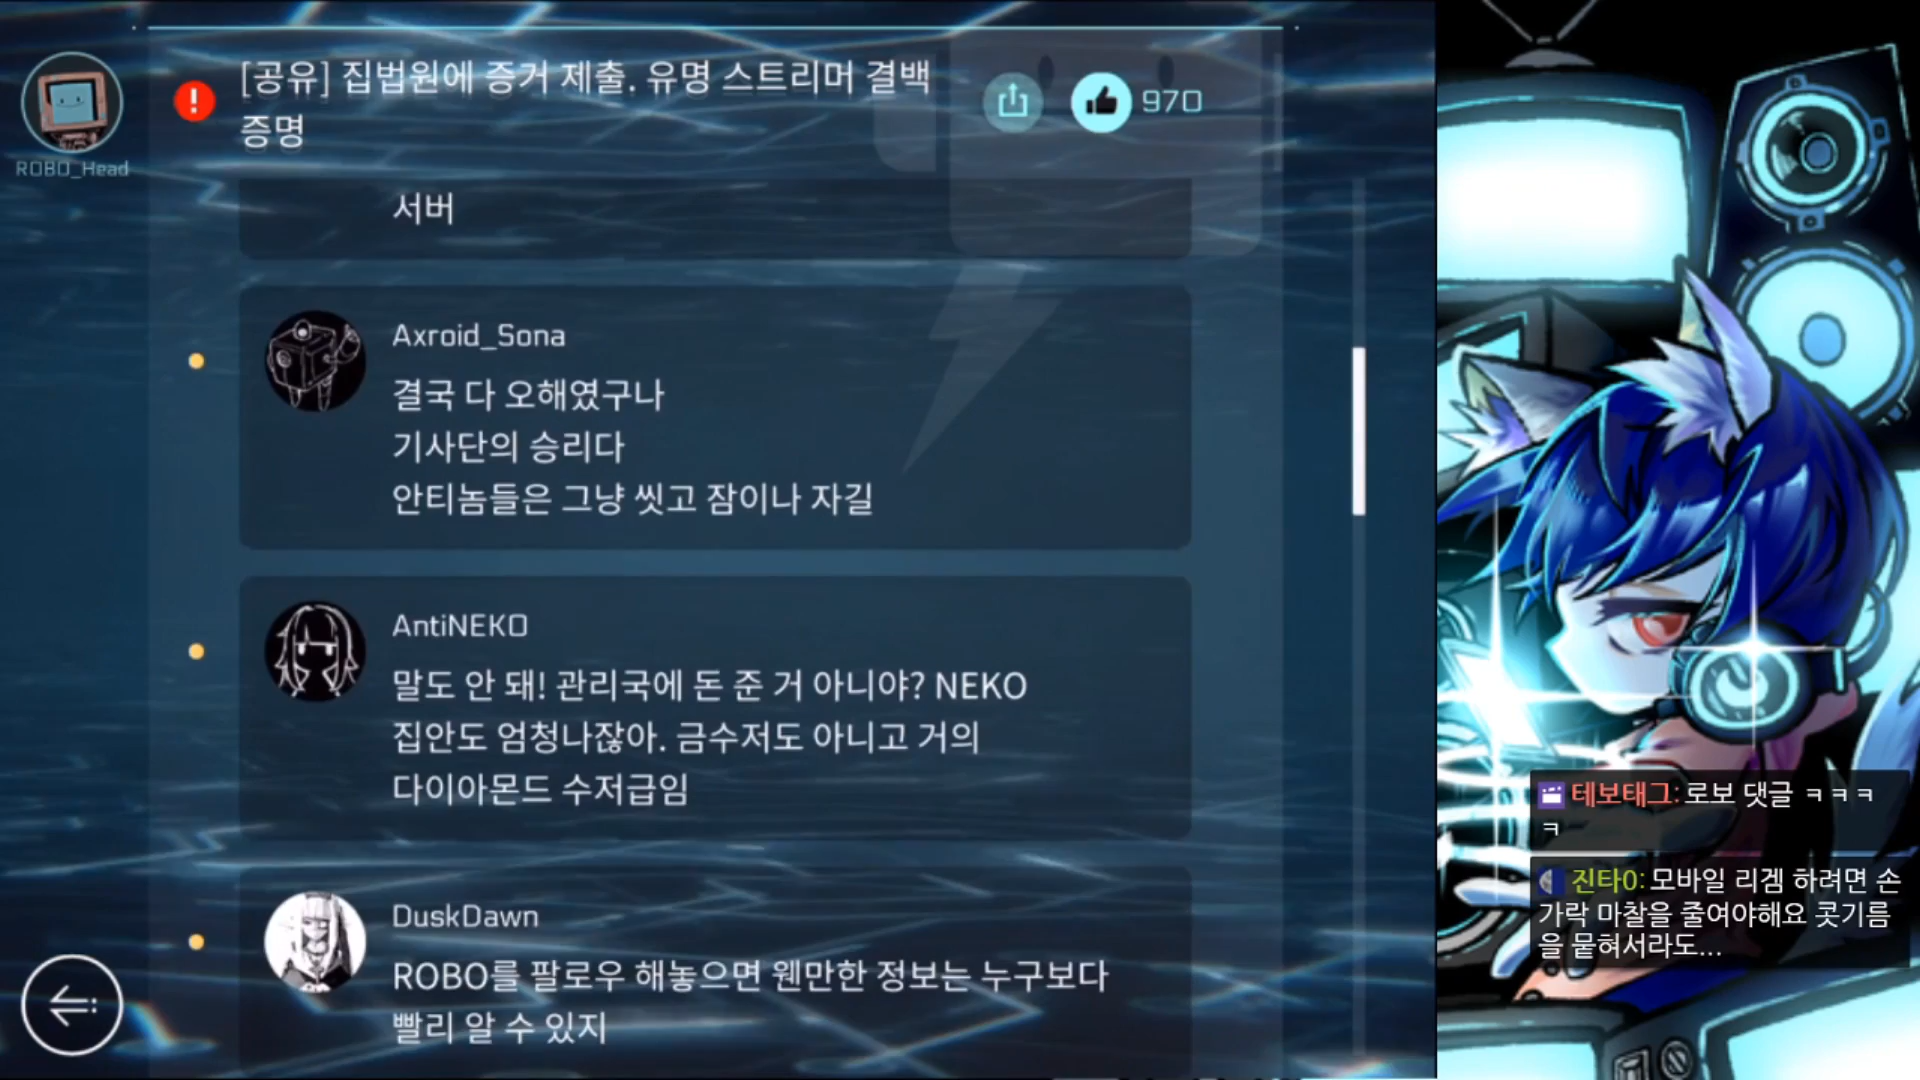 [공유] 집법원에 증거 제출. 유명 스트리머 결백
증명
970
ROBO_Head
서버
Axroid_Sona
결국 다 오해였구나
기사단의 승리다
안티놈들은 그냥 씻고 잠이나 자길
AntiNEKO
말도 안 돼! 관리국에 돈 준 거 아니야? NEKO
집안도 엄청나잖아. 금수저도 아니고 거의
다이아몬드 수저급임
DuskDawn
ROBO를 팔로우 해놓으면 웬만한 정보는 누구보다
빨리 알 수 있지
테보태그: 로보 댓글 ㅋㅋㅋ
ㅋ
진타0: 모바일 리겜 하려면 손
가락 마찰을 줄여야해요 콧기름
을 뭍혀서라도...